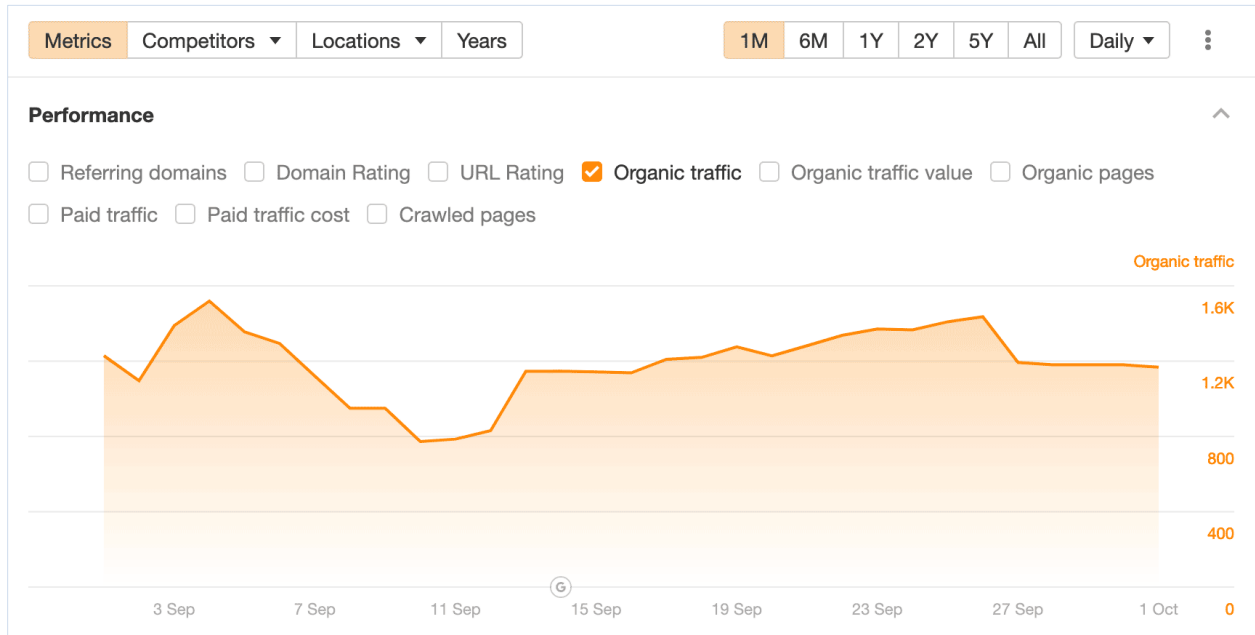 Metrics Competitors Locations Years 1M 6M 1Y 2Y 5Y All Daily
Performance
Referring domains Domain Rating URL Rating Organic traffic Organic traffic value Organic pages
Paid traffic Paid traffic cost Crawled pages
Organic traffic
1.6K
1.2K
800
400
G
3 Sep 7 Sep 11 Sep 15 Sep 19 Sep 23 Sep 27 Sep 1 Oct 0